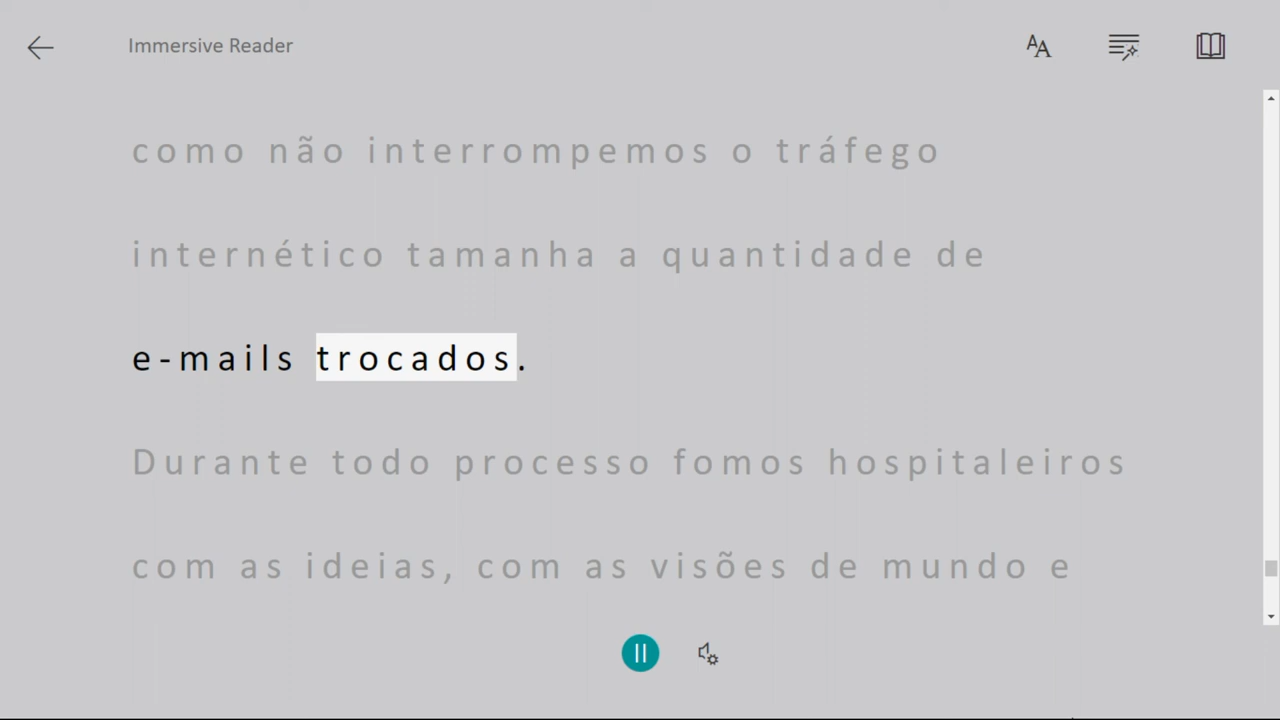 Immersive Reader
como não interrompemos o tráfego
internético tamanha a quantidade de
e-mails trocados.
Durante todo processo fomos hospitaleiros
com as ideias, com as visões de mundo e